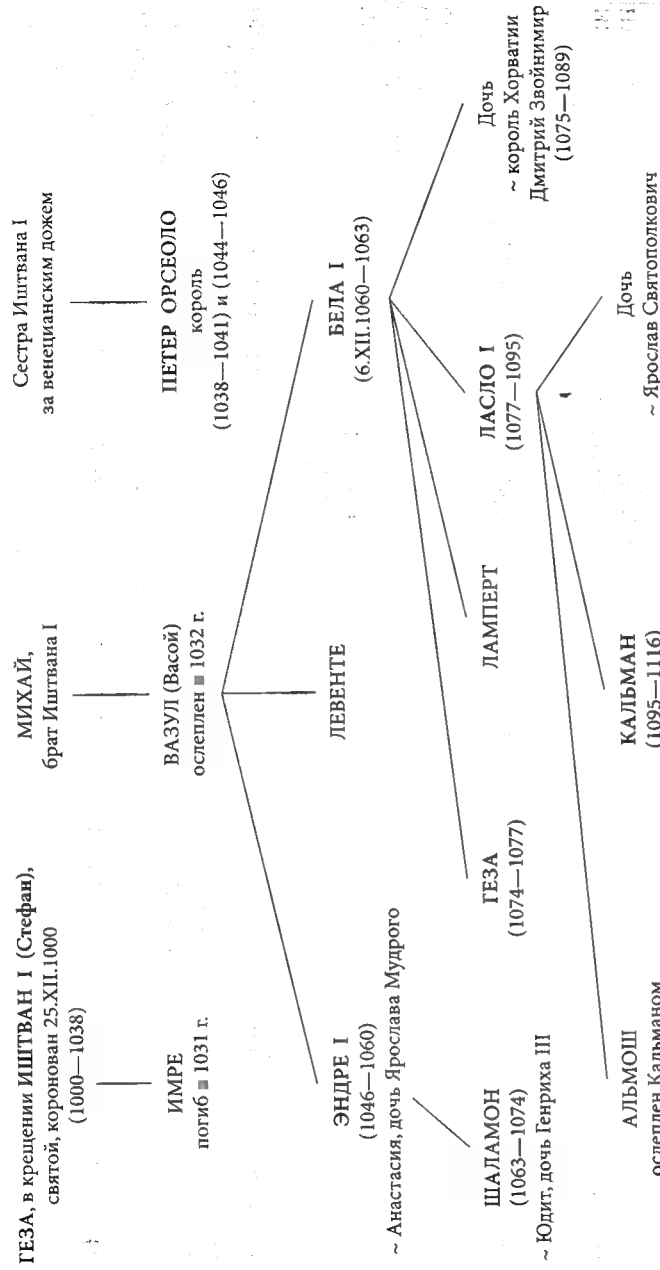 ГЕЗА, в крещении ИШТВАН I (Стефан),
святой, коронован 25.XII.1000
(1000—1038)
МИХАЙ,
брат Иштвана I
Сестра Иштвана I
за венецианским дожем
ИМРЕ
погиб ■ 1031 г.
ВАЗУЛ (Васой)
ослеплен ■ 1032 г.
ПЕТЕР ОРСЕОЛО
король
(1038—1041) и (1044—1046)
ЭНДРЕ I
(1046—1060)
~ Анастасия, дочь Ярослава Мудрого
ЛЕВЕНТЕ
БЕЛА I
(6.XII.1060—1063)
ШАЛАМОН
(1063—1074)
~ Юдит, дочь Генриха III
ГЕЗА
(1074—1077)
ЛАМПЕРТ
ЛАСЛО I
(1077—1095)
Дочь
~ король Хорватии
Дмитрий Звойнимир
(1075—1089)
АЛЬМОШ
ослеплен Кальманом
КАЛЬМАН
(1095—1116)
Дочь
~ Ярослав Святополкович